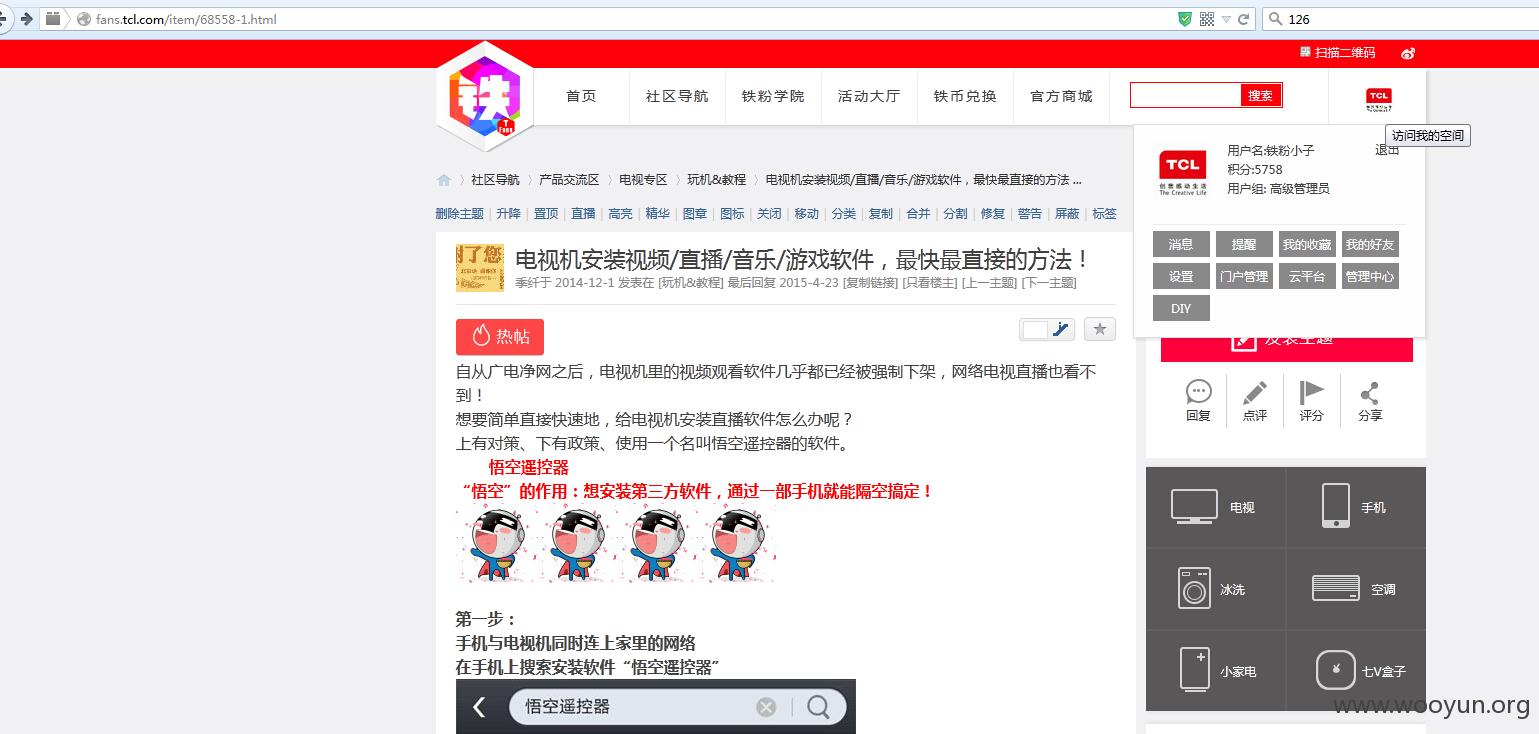 fans.tcl.com/item/68558-1.html
126
扫描二维码
铁
T
Fans
首页
社区导航
铁粉学院
活动大厅
铁币兑换
官方商城
搜索
TCL
访问我的空间
TCL
创意感动生活
The Creative Life
用户名:铁粉小子
退出
积分:5758
用户组: 高级管理员
社区导航 〉 产品交流区 〉 电视专区 〉 玩机&教程 〉 电视机安装视频/直播/音乐/游戏软件，最快最直接的方法 ...
删除主题 | 升降 | 置顶 | 直播 | 高亮 | 精华 | 图章 | 图标 | 关闭 | 移动 | 分类 | 复制 | 合并 | 分割 | 修复 | 警告 | 屏蔽 | 标签
消息 提醒 我的收藏 我的好友
设置 门户管理 云平台 管理中心
DIY
谢了您
电视机安装视频/直播/音乐/游戏软件，最快最直接的方法！
季纤于 2014-12-1 发表在 [玩机&教程] 最后回复 2015-4-23 [复制链接] [只看楼主] [上一主题] [下一主题]
热帖
发表主题
回复 点评 评分 分享
自从广电净网之后，电视机里的视频观看软件几乎都已经被强制下架，网络电视直播也看不
到！
想要简单直接快速地，给电视机安装直播软件怎么办呢？
上有对策、下有政策、使用一个名叫悟空遥控器的软件。
悟空遥控器
“悟空”的作用：想安装第三方软件，通过一部手机就能隔空搞定！
第一步：
手机与电视机同时连上家里的网络
在手机上搜索安装软件“悟空遥控器”
悟空遥控器
电视 手机
冰洗 空调
小家电 七V盒子
www.wooyun.org